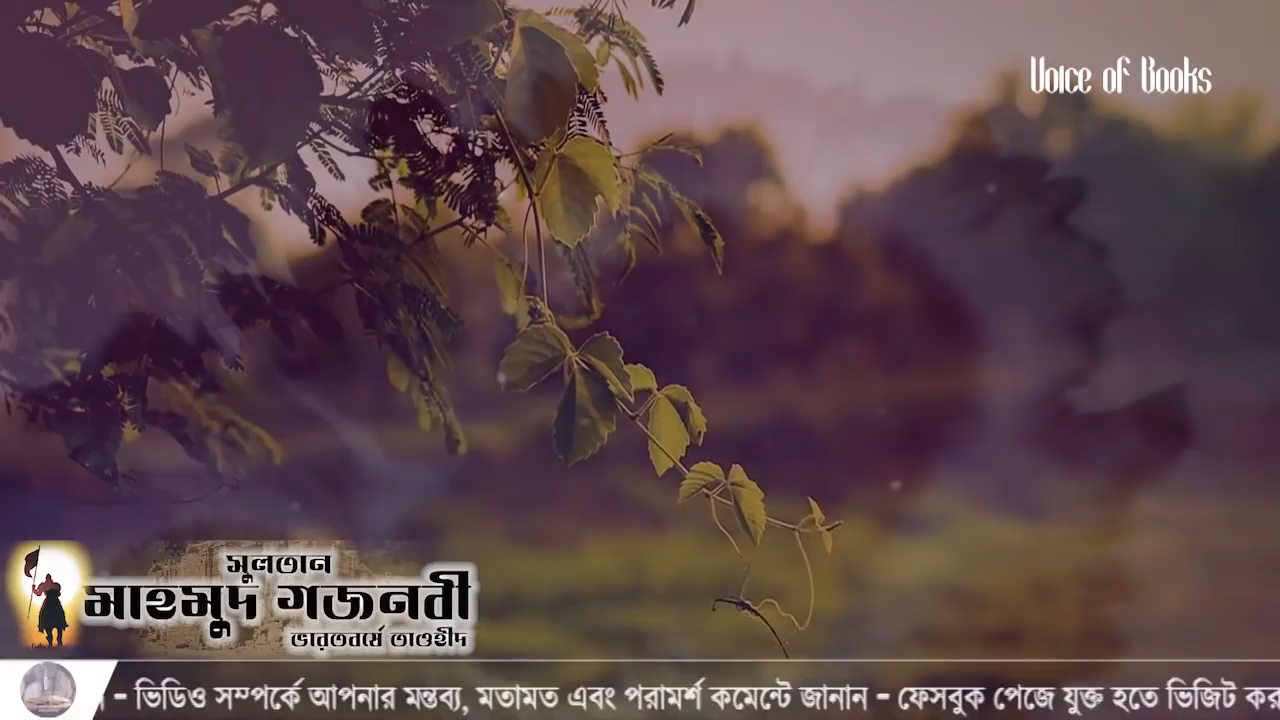 Voice of Books
সুলতান
মাহমুদ গজনবী
ভারতবর্ষে তাওহীদ
- ভিডিও সম্পর্কে আপনার মন্তব্য, মতামত এবং পরামর্শ কমেন্টে জানান - ফেসবুক পেজে যুক্ত হতে ভিজিট কর